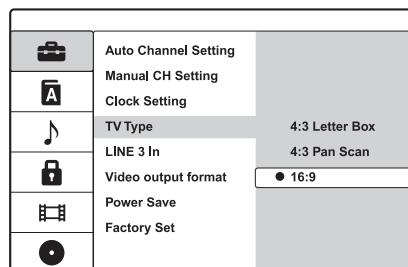 A
Auto Channel Setting
Manual CH Setting
Clock Setting
TV Type
4:3 Letter Box
LINE 3 In
4:3 Pan Scan
Video output format
16:9
Power Save
Factory Set